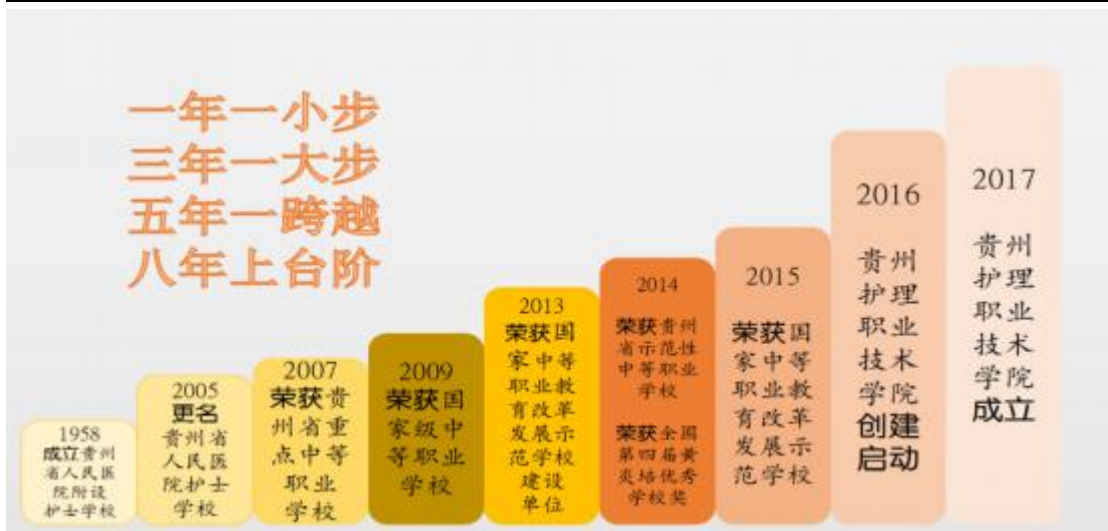 一年一小步
三年一大步
五年一跨越
八年上台阶
1958
成立贵州
省人民医
院附设
护士学校
2005
更名
贵州省
人民医
院护士
学校
2007
荣获贵
州省重
点中等
职业
学校
2009
荣获国
家级中
等职业
学校
2013
荣获国
家中等
职业教
育改革
发展示
范学校
建设
单位
2014
荣获贵州
省示范性
中等职业
学校
荣获全国
第四届黄
炎培优秀
学校奖
2015
荣获国
家中等
职业教
育改革
发展示
范学校
2016
贵州
护理
职业
技术
学院
创建
启动
2017
贵州
护理
职业
技术
学院
成立